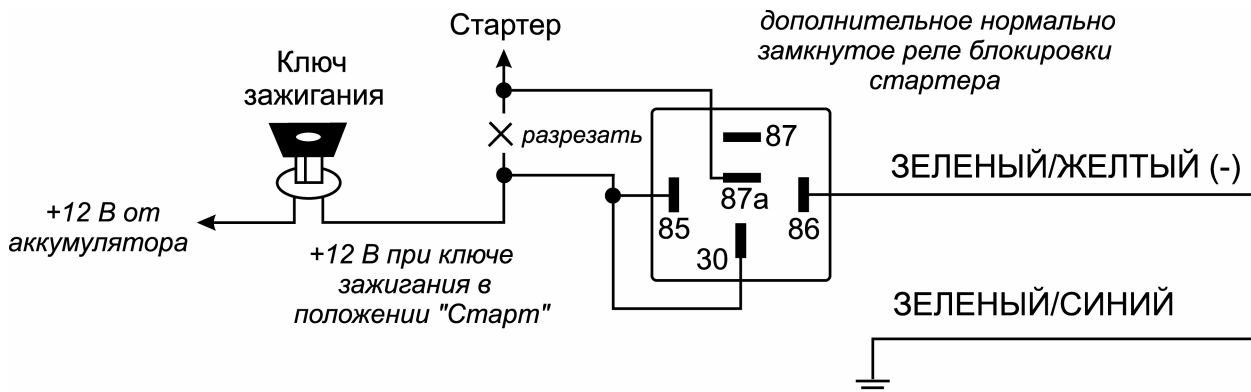 Стартер
дополнительное нормально
замкнутое реле блокировки
стартера
Ключ
зажигания
разрезать
87
87а
85
86
30
ЗЕЛЕНЫЙ/ЖЕЛТЫЙ (-)
+12 В от
аккумулятора
+12 В при ключе
зажигания в
положении "Старт"
ЗЕЛЕНЫЙ/СИНИЙ